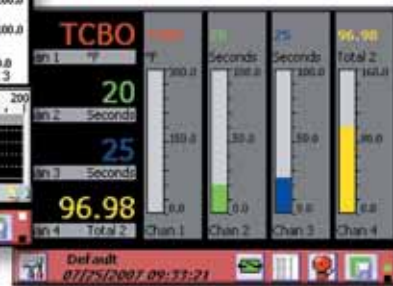 TCBO
an 1 °F
20
an 2 Seconds
25
an 3 Seconds
96.98
an 4 Total 2
°F
300.0
150.0
0.0
Chan 1
20
Seconds
100.0
50.0
0.0
Chan 2
25
Seconds
100.0
50.0
0.0
Chan 3
96.98
Total 2
160.0
80.0
0.0
Chan 4
200
Default
07/25/2007 09:33:21